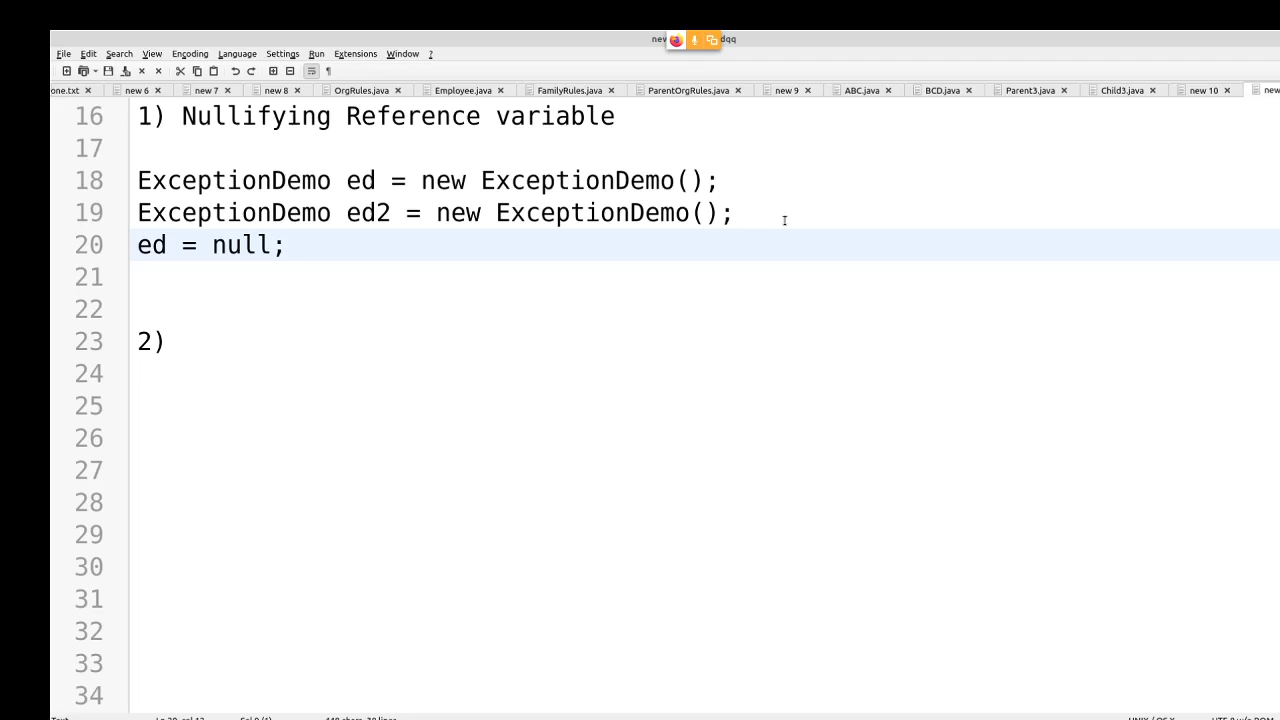 new dqq
File Edit Search View Encoding Language Settings Run Extensions Window ?
one.txt new 6 new 7 new 8 OrgRules.java Employee.java FamilyRules.java ParentOrgRules.java new 9 ABC.java BCD.java Parent3.java Child3.java new 10 new
16 1) Nullifying Reference variable
17
18 ExceptionDemo ed = new ExceptionDemo();
19 ExceptionDemo ed2 = new ExceptionDemo();
20 ed = null;
21
22
23 2)
24
25
26
27
28
29
30
31
32
33
34